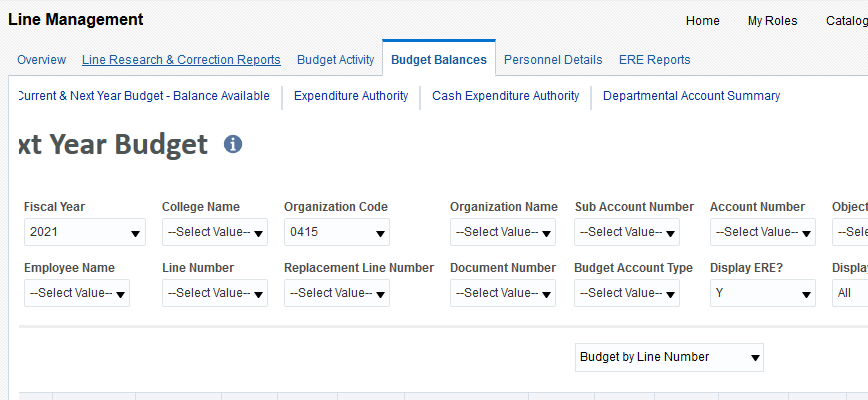 Line Management
Home My Roles Catalog
Overview Line Research & Correction Reports Budget Activity Budget Balances Personnel Details ERE Reports
Current & Next Year Budget - Balance Available Expenditure Authority Cash Expenditure Authority Departmental Account Summary
xt Year Budget
Fiscal Year College Name Organization Code Organization Name Sub Account Number Account Number Object
2021 --Select Value-- 0415 --Select Value-- --Select Value-- --Select Value-- --Sele
Employee Name Line Number Replacement Line Number Document Number Budget Account Type Display ERE? Displa
--Select Value-- --Select Value-- --Select Value-- --Select Value-- --Select Value-- Y All
Budget by Line Number